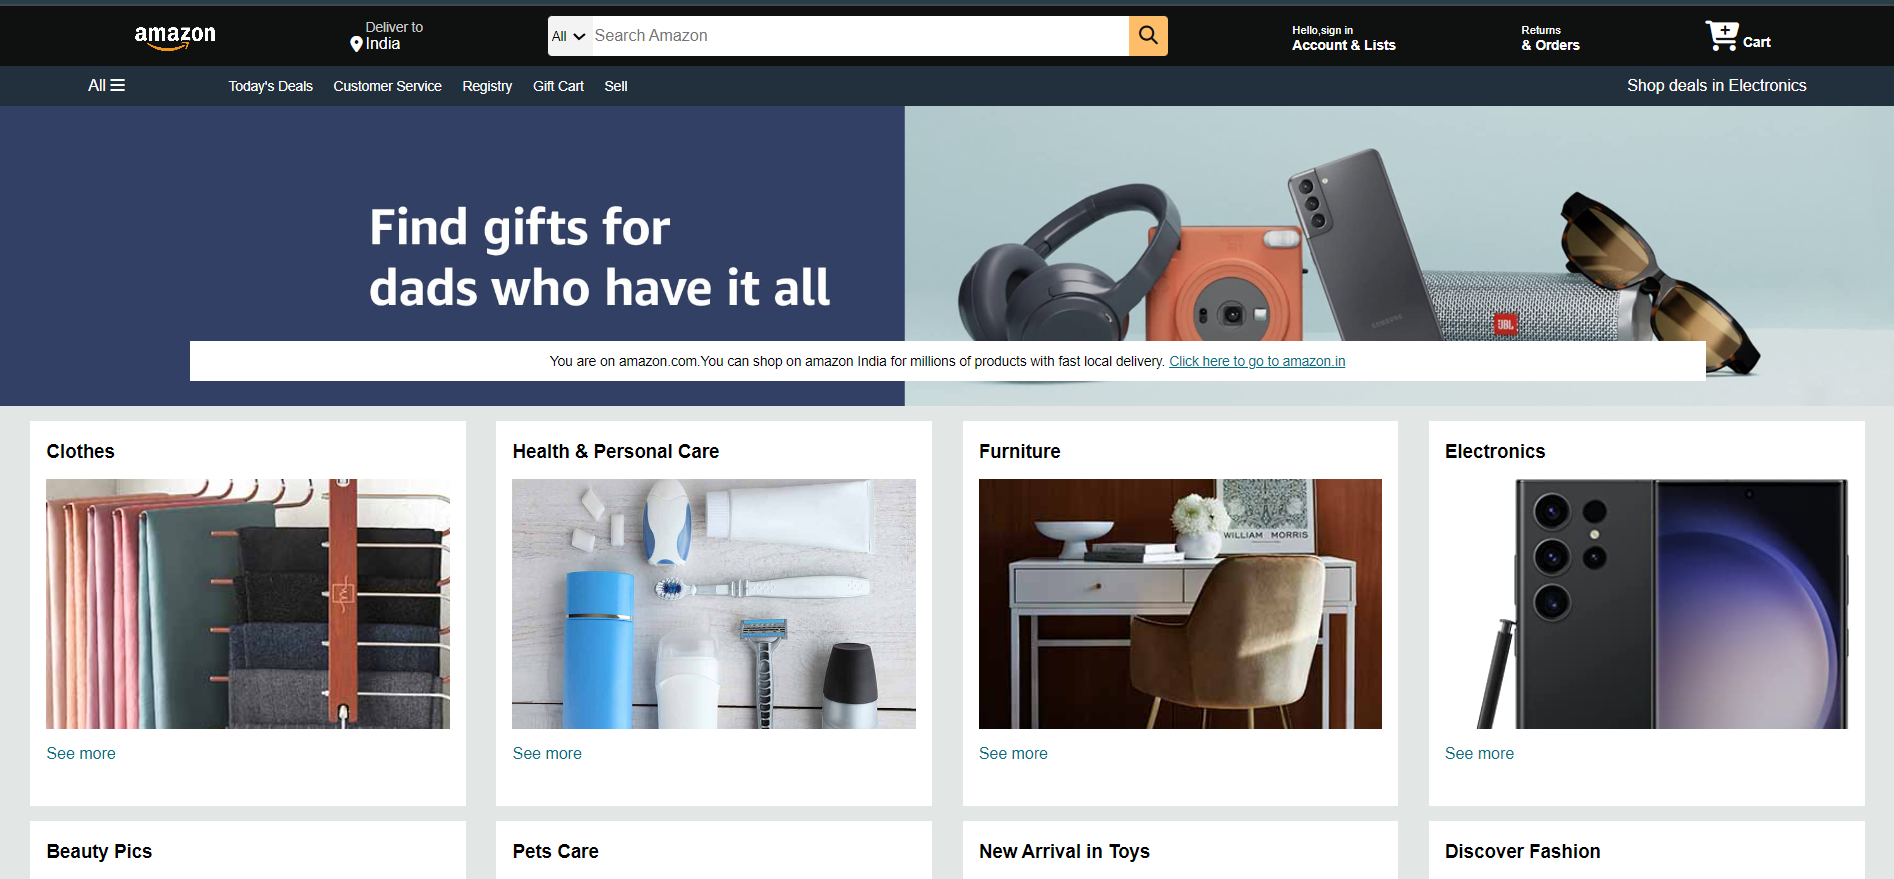 amazon
Deliver to
India
All
Search Amazon
Hello,sign in
Account & Lists
Returns
& Orders
Cart
All
Today's Deals
Customer Service
Registry
Gift Cart
Sell
Shop deals in Electronics
Find gifts for
dads who have it all
SAMSUNG
JBL
You are on amazon.com.You can shop on amazon India for millions of products with fast local delivery. Click here to go to amazon.in
Clothes
Health & Personal Care
Furniture
Electronics
WILLIAM MORRIS
See more
See more
See more
See more
Beauty Pics
Pets Care
New Arrival in Toys
Discover Fashion